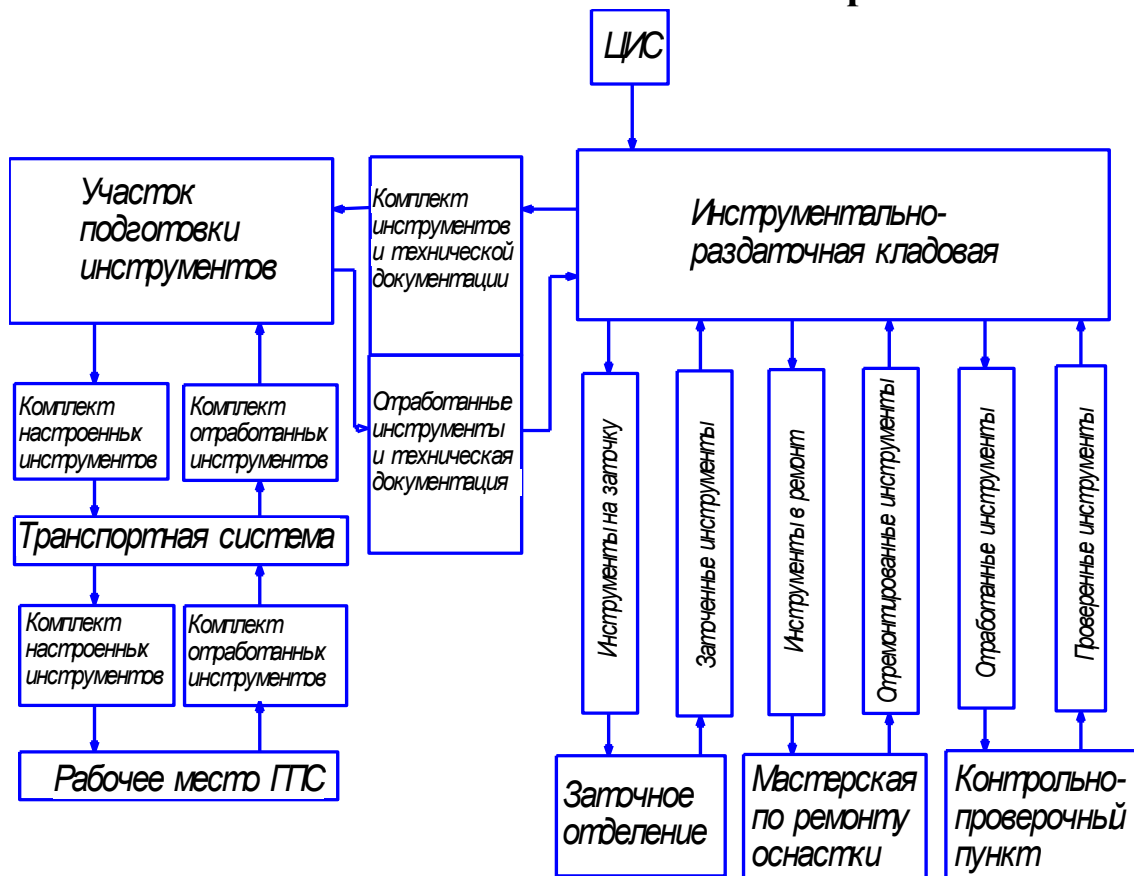 ЦИС
Участок
подготовки
инструментов
Комплект
инструментов
и технической
документации
Инструментально-
раздаточная кладовая
Отработанные
инструменты
и техническая
документация
Комплект
настроенных
инструментов
Комплект
отработанных
инструментов
Транспортная система
Комплект
настроенных
инструментов
Комплект
отработанных
инструментов
Рабочее место ГПС
Инструменты на заточку
Заточенные инструменты
Инструменты в ремонт
Отремонтированные инструменты
Отработанные инструменты
Проверенные инструменты
Заточное
отделение
Мастерская
по ремонту
оснастки
Контрольно-
проверочный
пункт